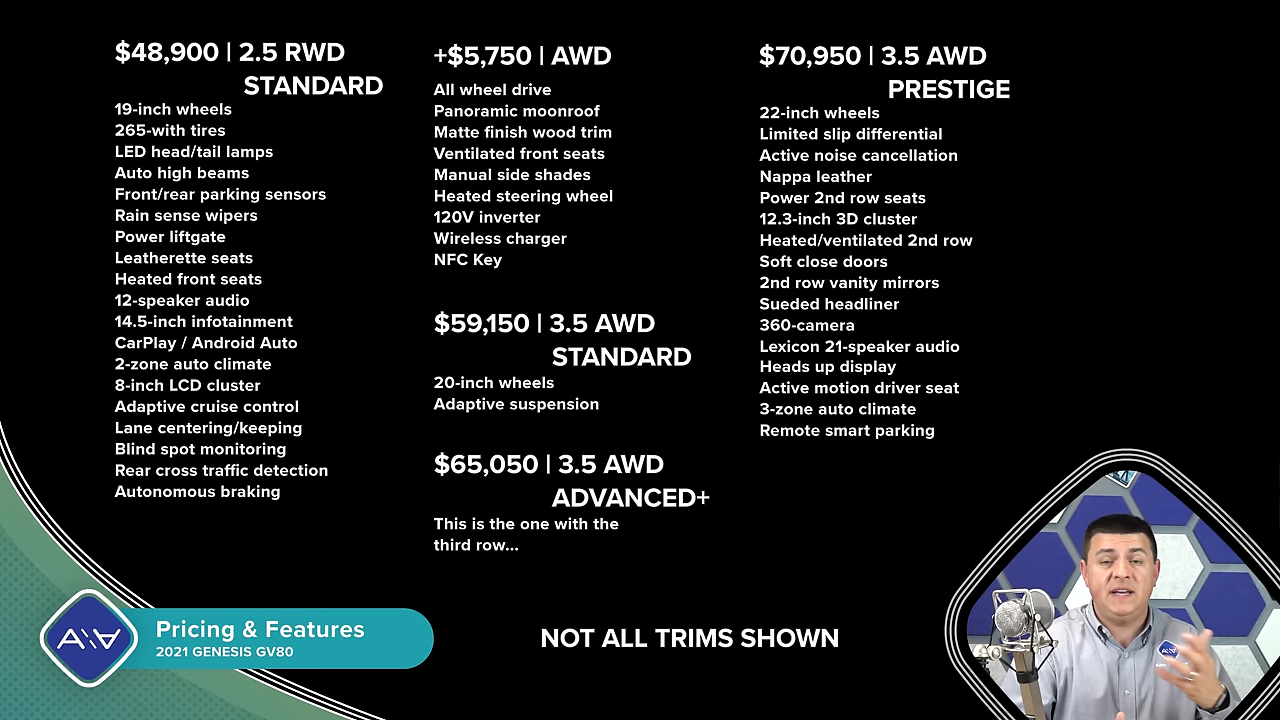 $48,900 | 2.5 RWD
STANDARD
19-inch wheels
265-with tires
LED head/tail lamps
Auto high beams
Front/rear parking sensors
Rain sense wipers
Power liftgate
Leatherette seats
Heated front seats
12-speaker audio
14.5-inch infotainment
CarPlay / Android Auto
2-zone auto climate
8-inch LCD cluster
Adaptive cruise control
Lane centering/keeping
Blind spot monitoring
Rear cross traffic detection
Autonomous braking
+$5,750 | AWD
All wheel drive
Panoramic moonroof
Matte finish wood trim
Ventilated front seats
Manual side shades
Heated steering wheel
120V inverter
Wireless charger
NFC Key
$59,150 | 3.5 AWD
STANDARD
20-inch wheels
Adaptive suspension
$65,050 | 3.5 AWD
ADVANCED+
This is the one with the
third row...
$70,950 | 3.5 AWD
PRESTIGE
22-inch wheels
Limited slip differential
Active noise cancellation
Nappa leather
Power 2nd row seats
12.3-inch 3D cluster
Heated/ventilated 2nd row
Soft close doors
2nd row vanity mirrors
Sueded headliner
360-camera
Lexicon 21-speaker audio
Heads up display
Active motion driver seat
3-zone auto climate
Remote smart parking
Pricing & Features
2021 GENESIS GV80
NOT ALL TRIMS SHOWN